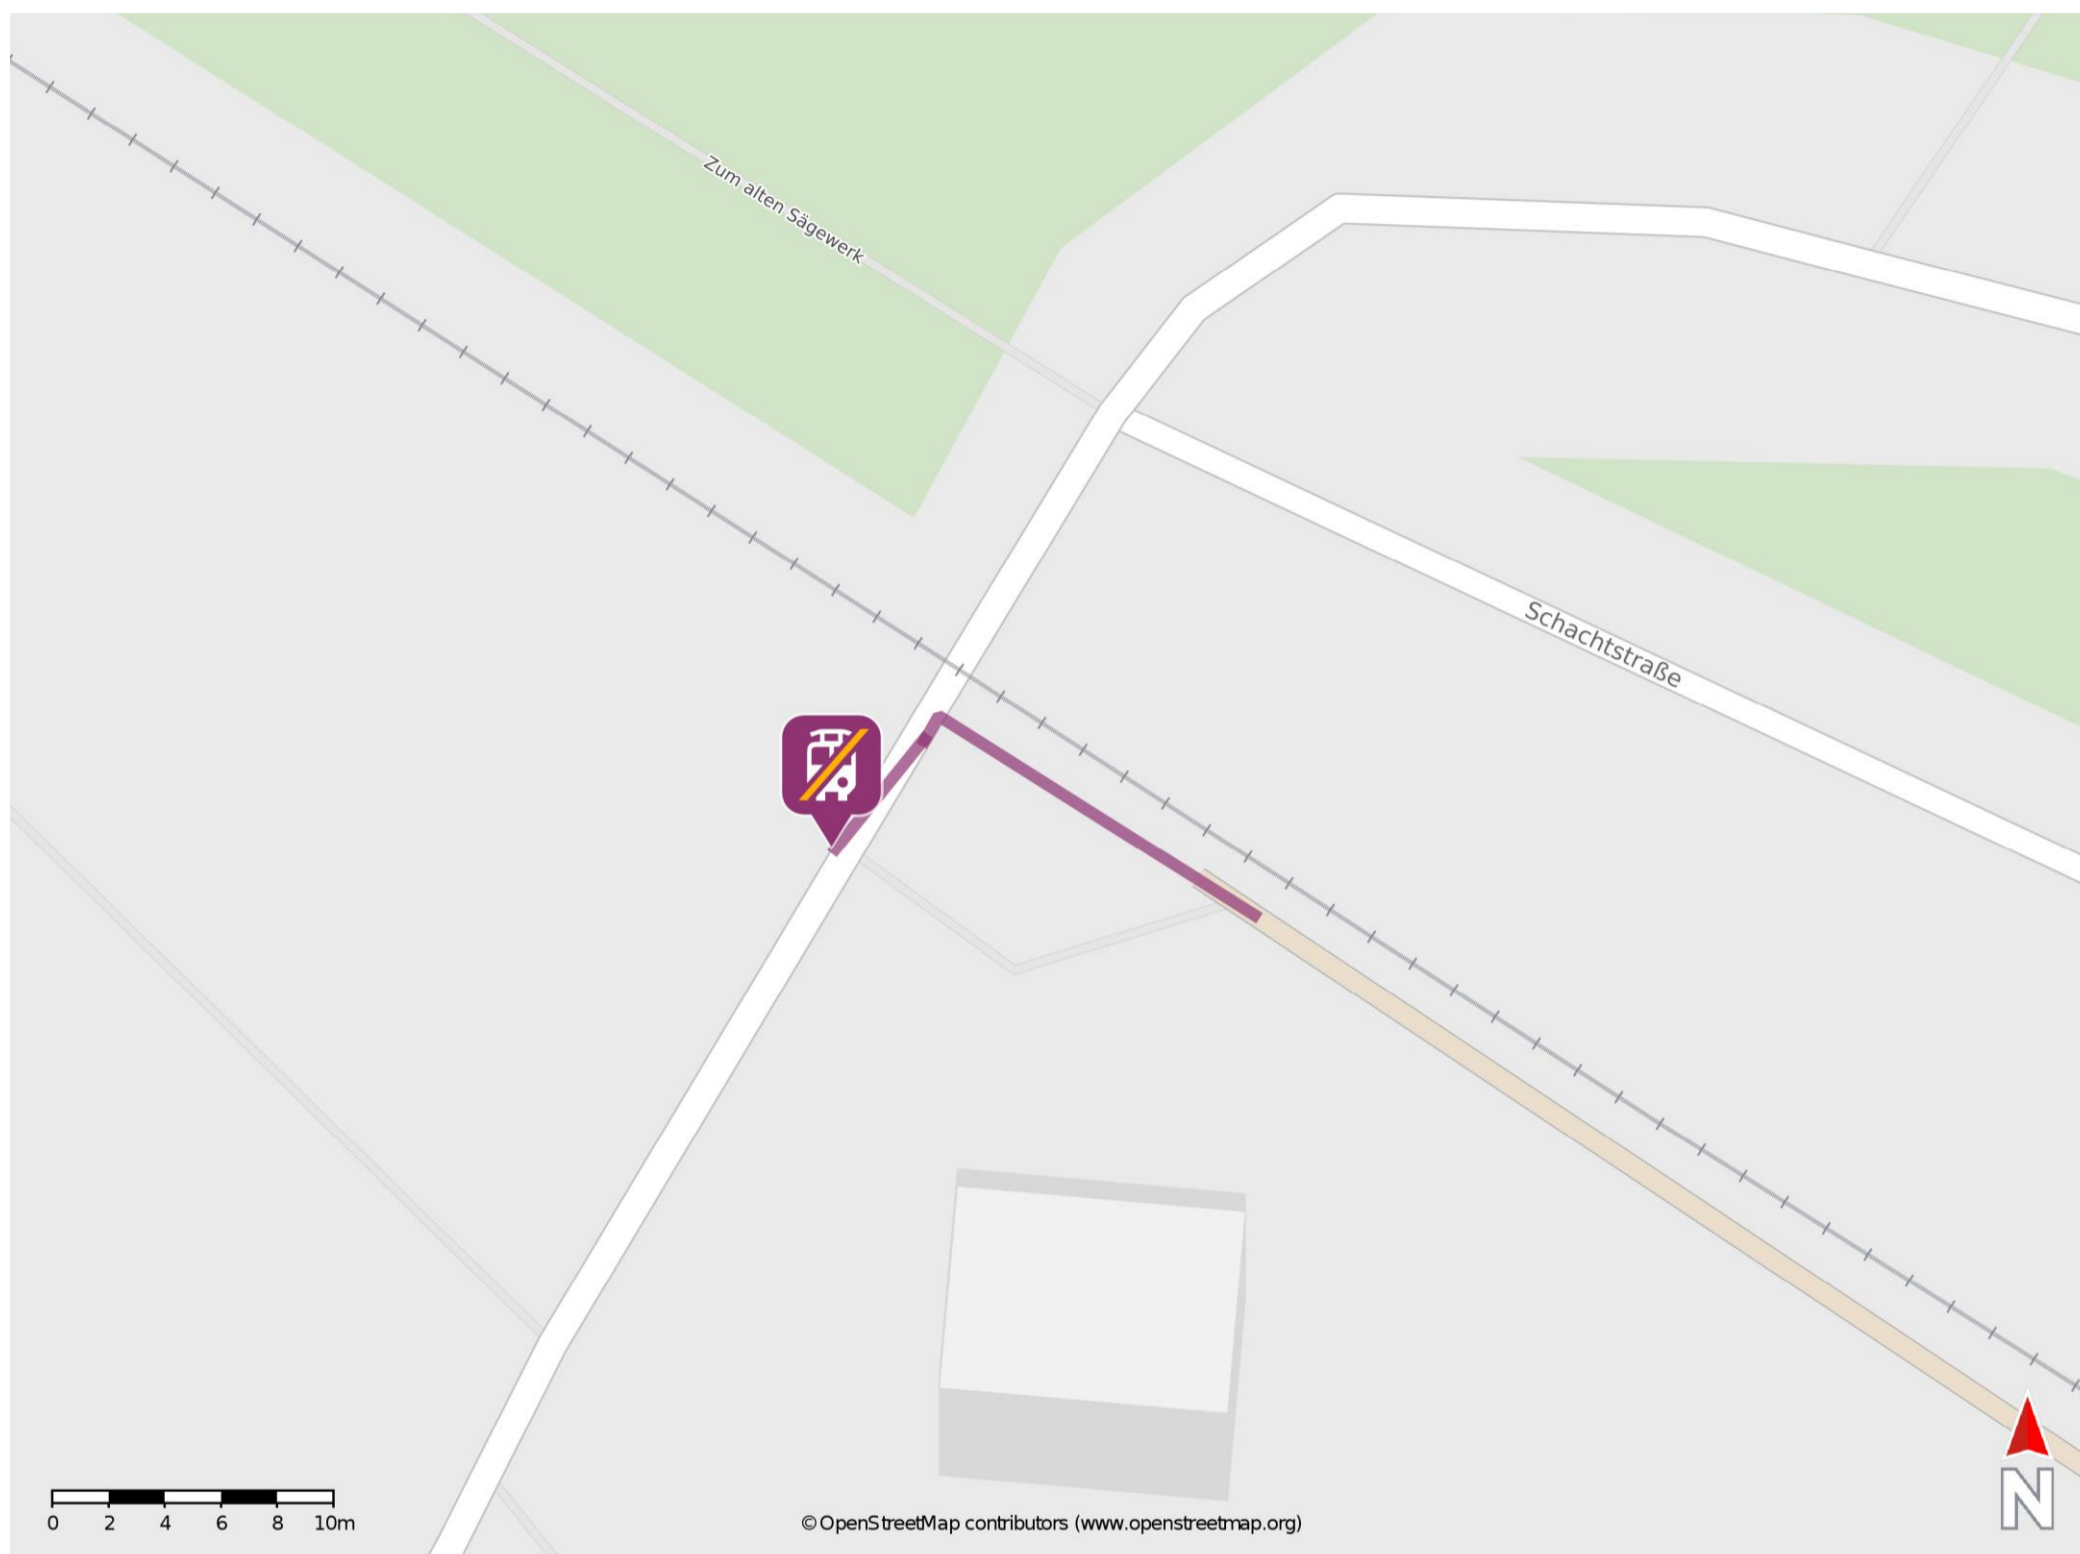 Zum alten Sägewerk
Schachtstraße
0 2 4 6 8 10m
© OpenStreetMap contributors (www.openstreetmap.org)
N